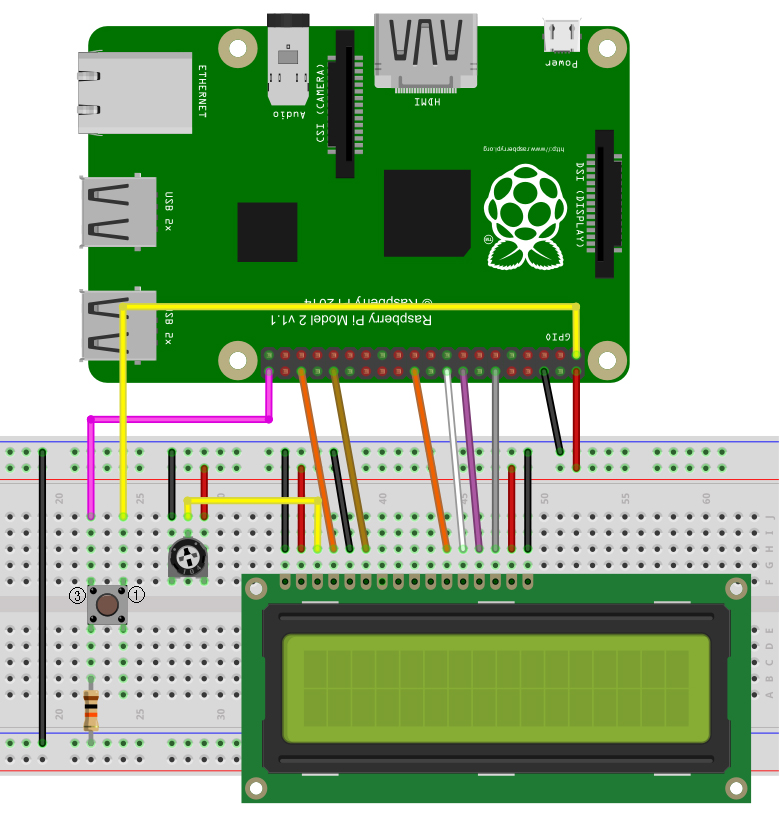 ETHERNET
Audio
CSI (CAMERA)
HDMI
Power
http://www.raspberrypi.org
DSI (DISPLAY)
TM
USB 2x
USB 2x
© Raspberry Pi 2014
Raspberry Pi Model 2 v1.1
GPIO
20
25
30
40
50
55
60
J
I
H
G
F
③
①
E
D
C
B
A
20
25
30